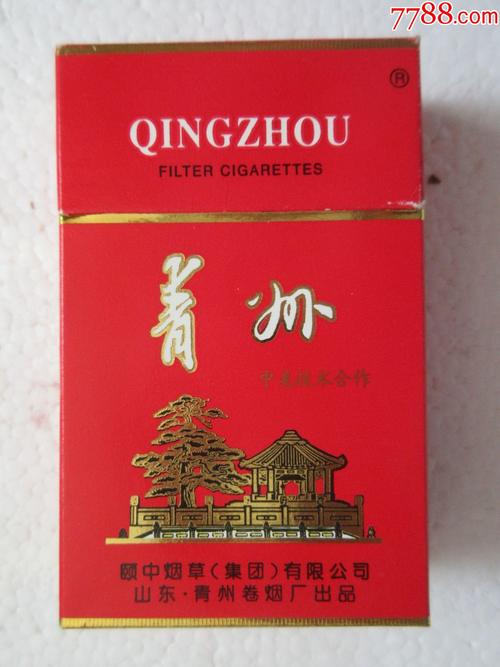 7788.com
®
QINGZHOU
FILTER CIGARETTES
青州
中美技术合作
颐中烟草(集团)有限公司
山东·青州卷烟厂出品